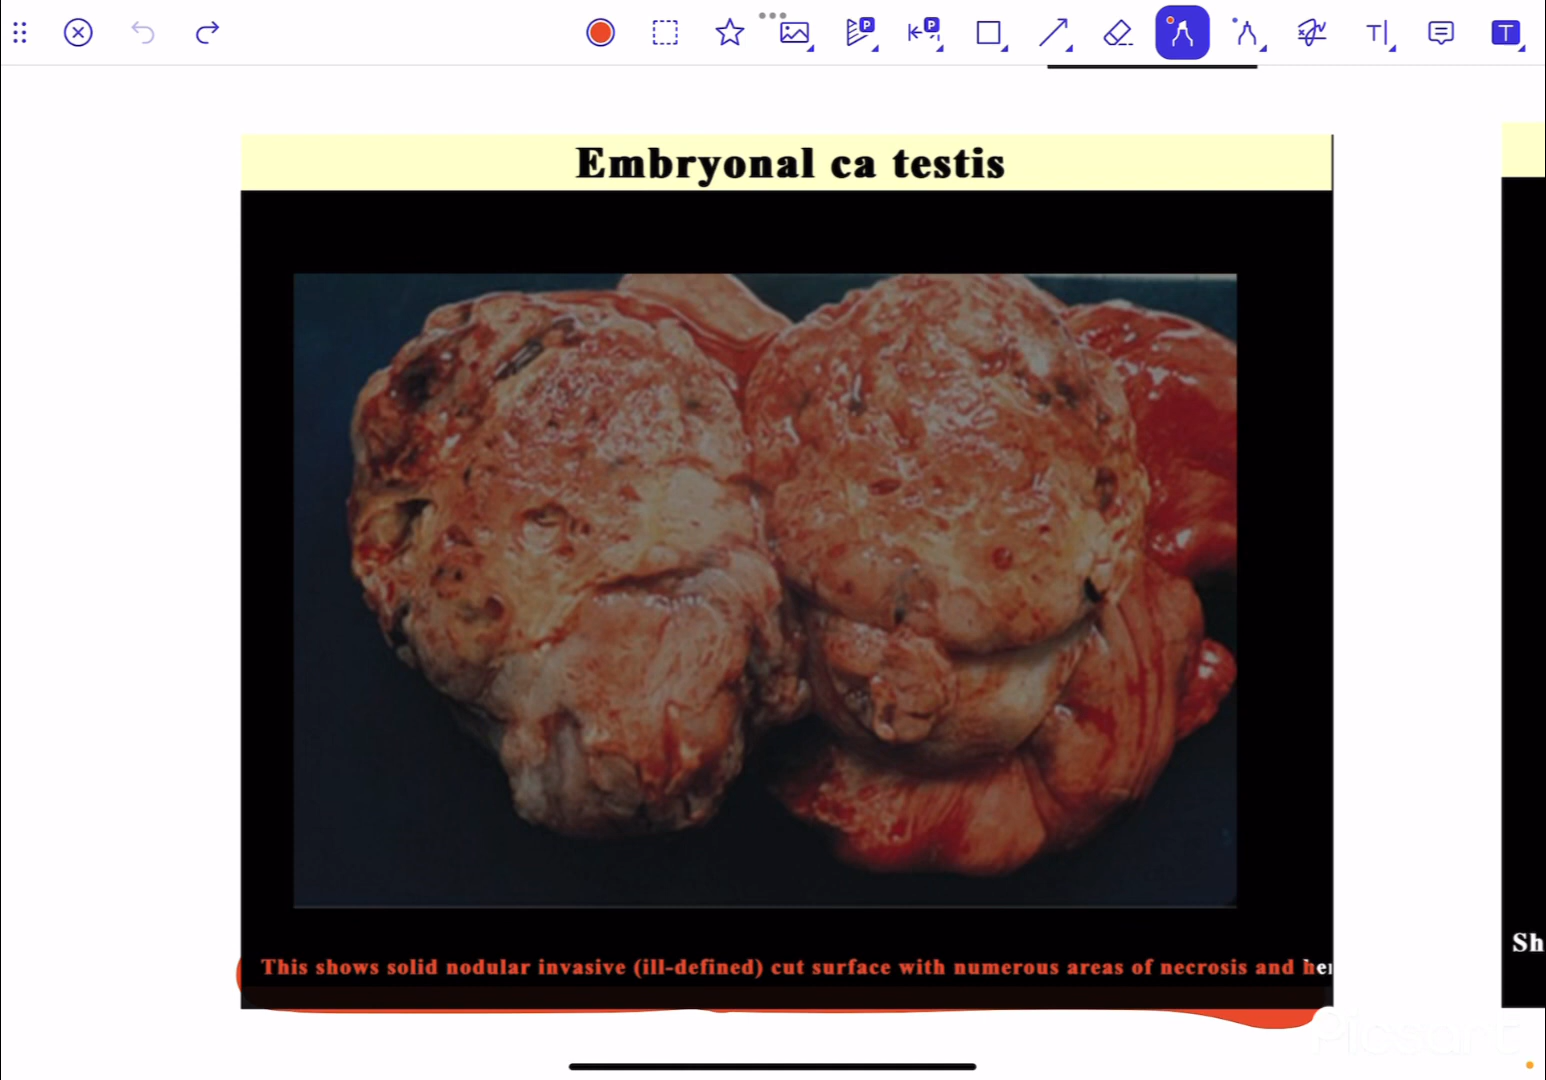 Embryonal ca testis
This shows solid nodular invasive (ill-defined) cut surface with numerous areas of necrosis and
Sh
Picsart